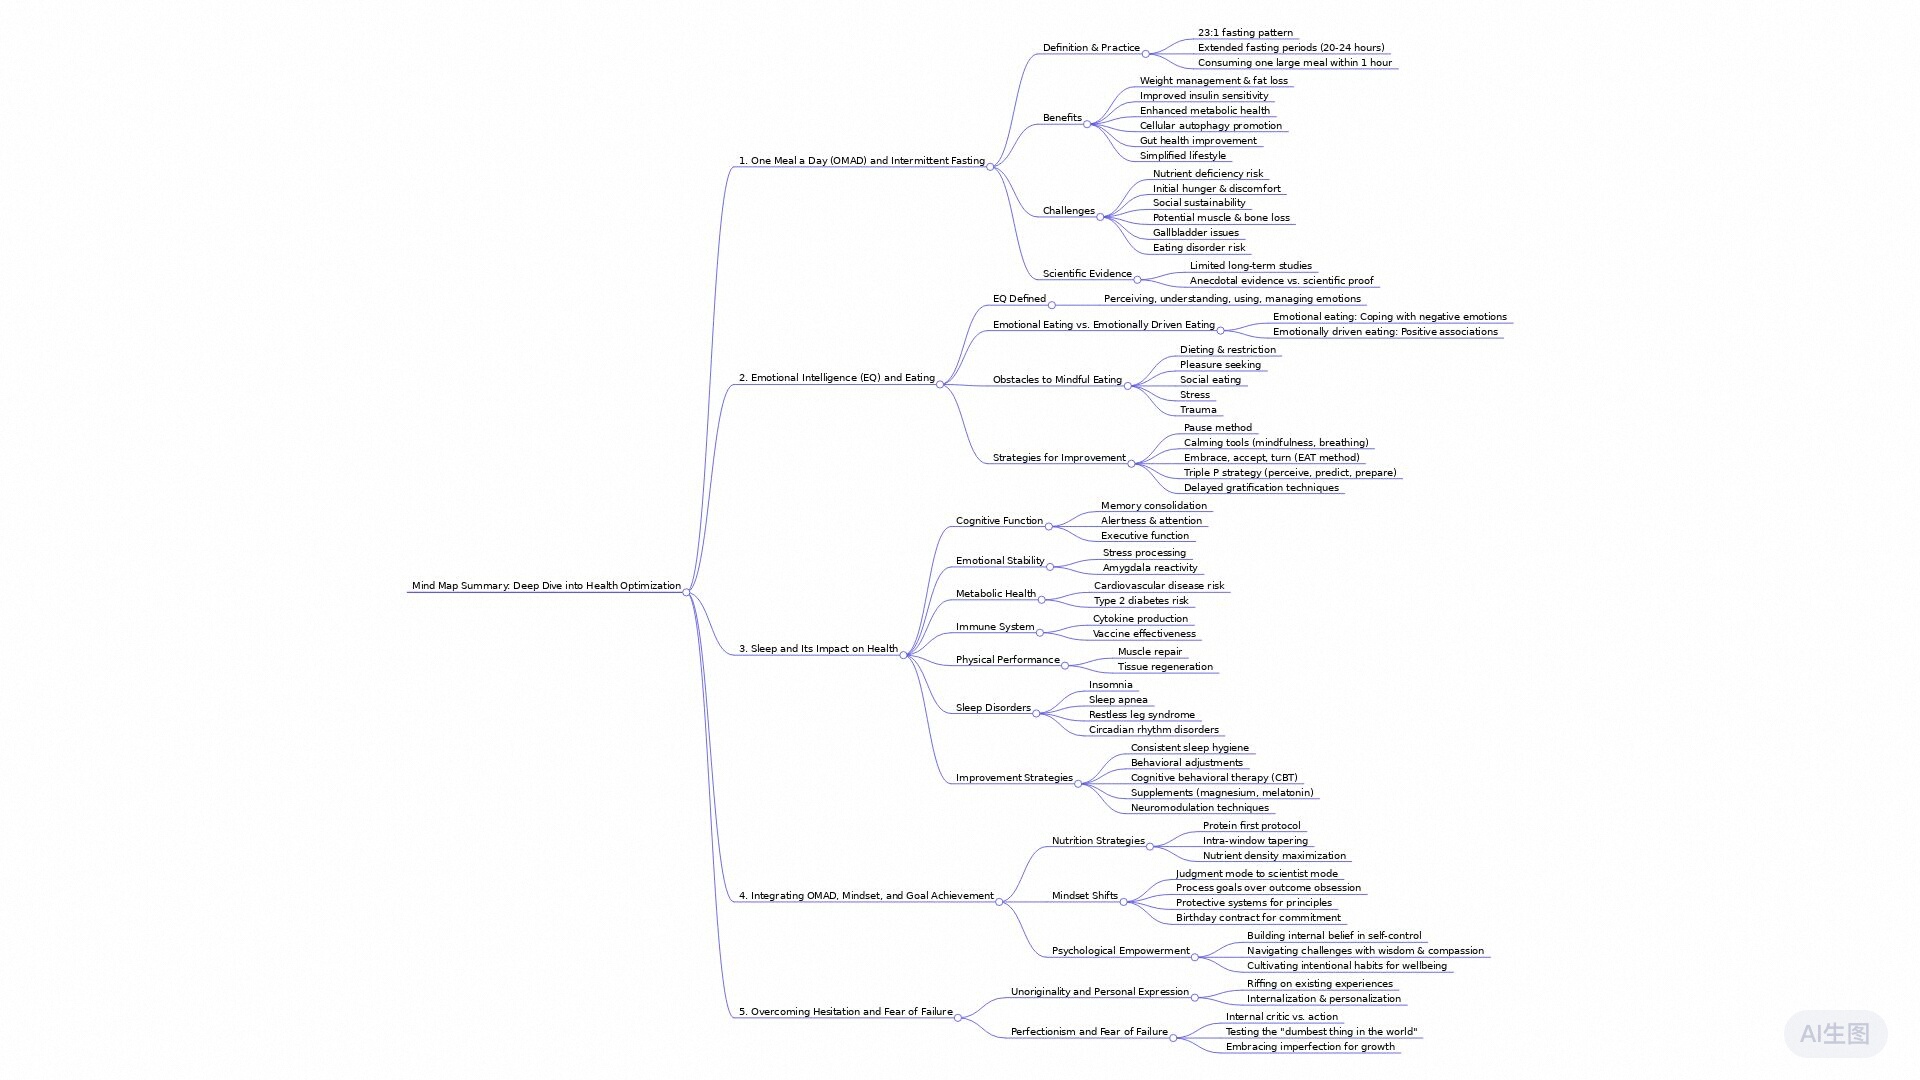 Mind Map Summary: Deep Dive into Health Optimization
1. One Meal a Day (OMAD) and Intermittent Fasting
Definition & Practice
23:1 fasting pattern
Extended fasting periods (20-24 hours)
Consuming one large meal within 1 hour
Benefits
Weight management & fat loss
Improved insulin sensitivity
Enhanced metabolic health
Cellular autophagy promotion
Gut health improvement
Simplified lifestyle
Challenges
Nutrient deficiency risk
Initial hunger & discomfort
Social sustainability
Potential muscle & bone loss
Gallbladder issues
Eating disorder risk
Scientific Evidence
Limited long-term studies
Anecdotal evidence vs. scientific proof
2. Emotional Intelligence (EQ) and Eating
EQ Defined
Perceiving, understanding, using, managing emotions
Emotional Eating vs. Emotionally Driven Eating
Emotional eating: Coping with negative emotions
Emotionally driven eating: Positive associations
Obstacles to Mindful Eating
Dieting & restriction
Pleasure seeking
Social eating
Stress
Trauma
Strategies for Improvement
Pause method
Calming tools (mindfulness, breathing)
Embrace, accept, turn (EAT method)
Triple P strategy (perceive, predict, prepare)
Delayed gratification techniques
3. Sleep and Its Impact on Health
Cognitive Function
Memory consolidation
Alertness & attention
Executive function
Emotional Stability
Stress processing
Amygdala reactivity
Metabolic Health
Cardiovascular disease risk
Type 2 diabetes risk
Immune System
Cytokine production
Vaccine effectiveness
Physical Performance
Muscle repair
Tissue regeneration
Sleep Disorders
Insomnia
Sleep apnea
Restless leg syndrome
Circadian rhythm disorders
Improvement Strategies
Consistent sleep hygiene
Behavioral adjustments
Cognitive behavioral therapy (CBT)
Supplements (magnesium, melatonin)
Neuromodulation techniques
4. Integrating OMAD, Mindset, and Goal Achievement
Nutrition Strategies
Protein first protocol
Intra-window tapering
Nutrient density maximization
Mindset Shifts
Judgment mode to scientist mode
Process goals over outcome obsession
Protective systems for principles
Birthday contract for commitment
Psychological Empowerment
Building internal belief in self-control
Navigating challenges with wisdom & compassion
Cultivating intentional habits for wellbeing
5. Overcoming Hesitation and Fear of Failure
Unoriginality and Personal Expression
Riffing on existing experiences
Internalization & personalization
Perfectionism and Fear of Failure
Internal critic vs. action
Testing the "dumbest thing in the world"
Embracing imperfection for growth
AI生图